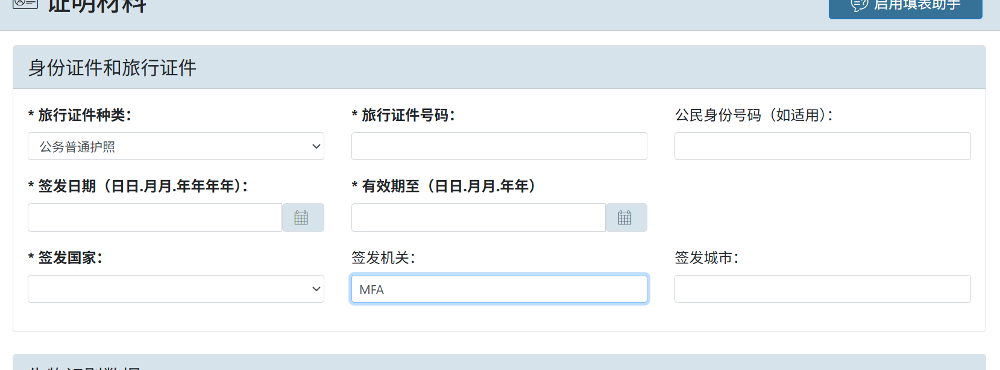 证明材料
启用填表助手
身份证件和旅行证件
* 旅行证件种类：
* 旅行证件号码：
公民身份号码（如适用）：
公务普通护照
* 签发日期（日日.月月.年年年年）：
* 有效期至（日日.月月.年年）
* 签发国家：
签发机关：
签发城市：
MFA